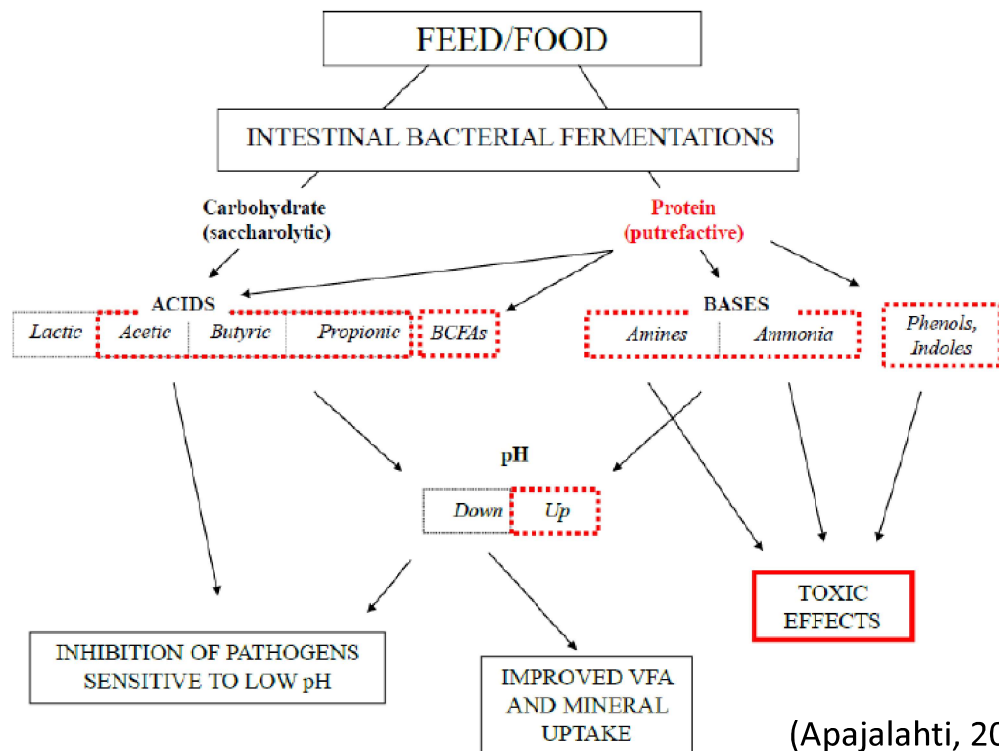 FEED/FOOD
INTESTINAL BACTERIAL FERMENTATIONS
Carbohydrate
(saccharolytic)
Protein
(putrefactive)
ACIDS
BASES
Lactic Acetic Butyric Propionic BCFAs
Amines Ammonia
Phenols,
Indoles
pH
Down Up
TOXIC
EFFECTS
INHIBITION OF PATHOGENS
SENSITIVE TO LOW pH
IMPROVED VFA
AND MINERAL
UPTAKE
(Apajalahti, 20